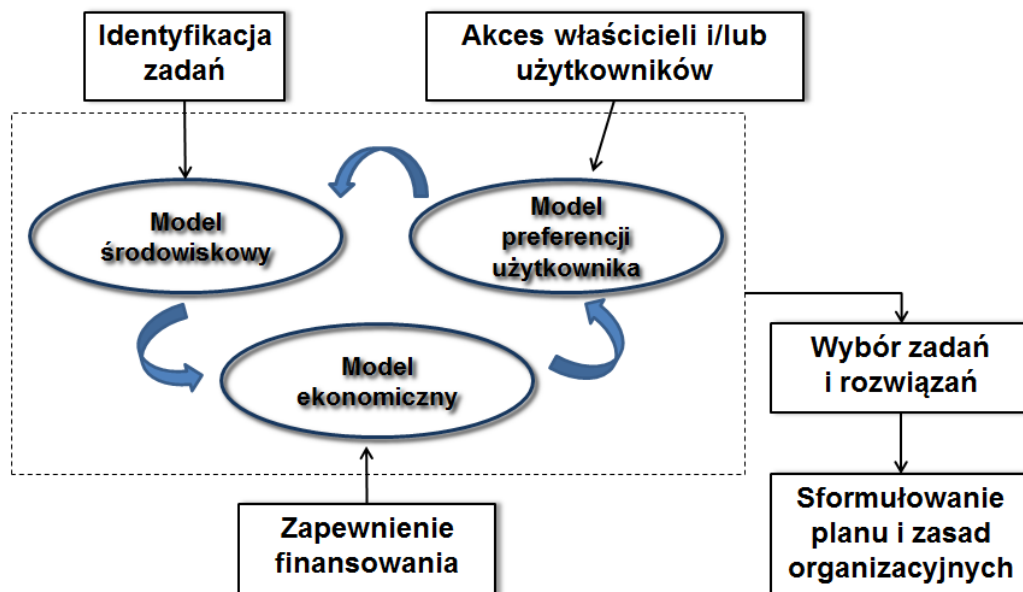 Identyfikacja
zadań
Akces właścicieli i/lub
użytkowników
Model
środowiskowy
Model
preferencji
użytkownika
Model
ekonomiczny
Wybór zadań
i rozwiązań
Zapewnienie
finansowania
Sformułowanie
planu i zasad
organizacyjnych